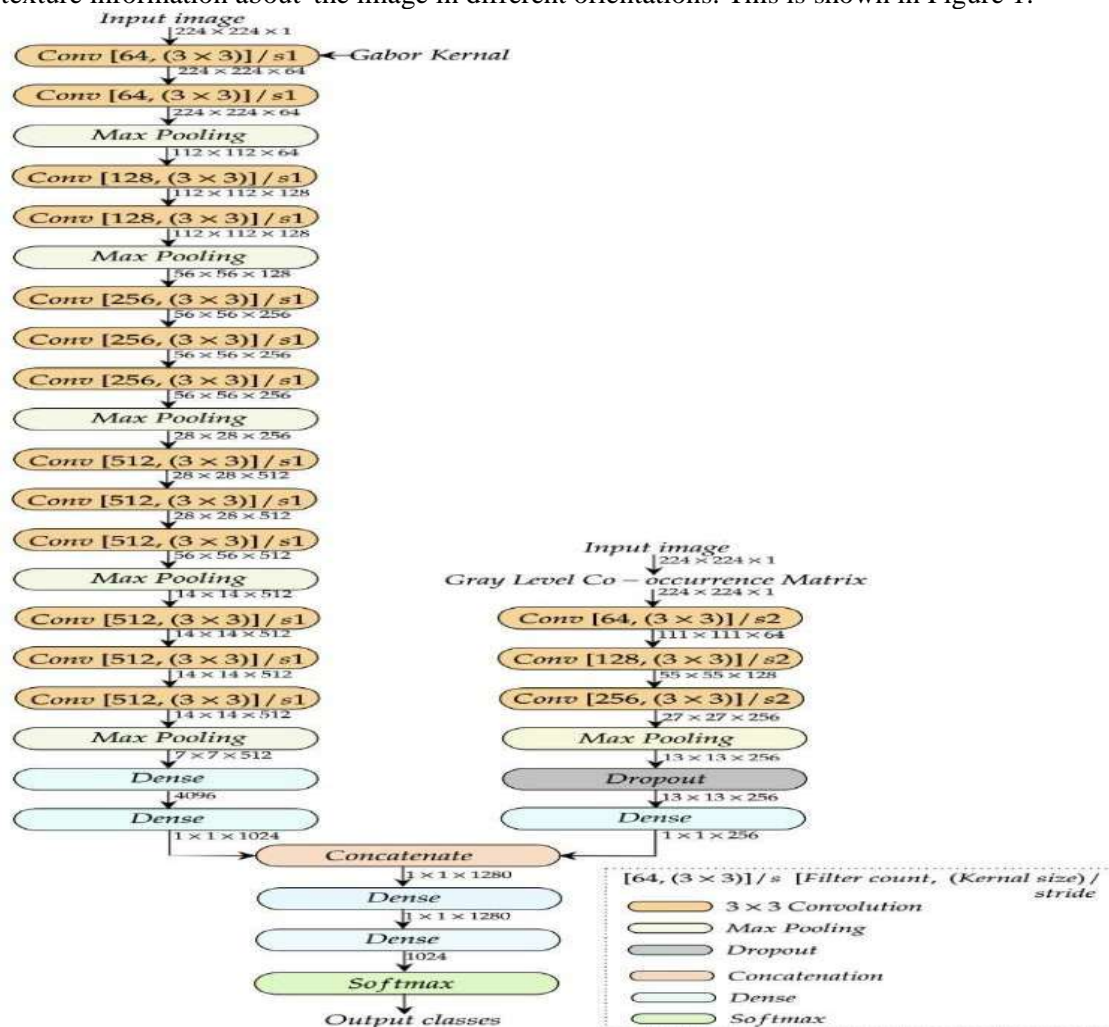 texture information about the image in different orientations. This is shown in Figure 1.
Input image
224 × 224 × 1
Conv [64, (3 × 3)] / s1
Gabor Kernal
224 × 224 × 64
Conv [64, (3 × 3)] / s1
224 × 224 × 64
Max Pooling
112 × 112 × 64
Conv [128, (3 × 3)] / s1
112 × 112 × 128
Conv [128, (3 × 3)] / s1
112 × 112 × 128
Max Pooling
56 × 56 × 128
Conv [256, (3 × 3)] / s1
56 × 56 × 256
Conv [256, (3 × 3)] / s1
56 × 56 × 256
Conv [256, (3 × 3)] / s1
56 × 56 × 256
Max Pooling
28 × 28 × 256
Conv [512, (3 × 3)] / s1
28 × 28 × 512
Conv [512, (3 × 3)] / s1
28 × 28 × 512
Conv [512, (3 × 3)] / s1
56 × 56 × 512
Max Pooling
14 × 14 × 512
Conv [512, (3 × 3)] / s1
14 × 14 × 512
Conv [512, (3 × 3)] / s1
14 × 14 × 512
Conv [512, (3 × 3)] / s1
14 × 14 × 512
Max Pooling
7 × 7 × 512
Dense
4096
Dense
1 × 1 × 1024
Input image
224 × 224 × 1
Gray Level Co − occurrence Matrix
224 × 224 × 1
Conv [64, (3 × 3)] / s2
111 × 111 × 64
Conv [128, (3 × 3)] / s2
55 × 55 × 128
Conv [256, (3 × 3)] / s2
27 × 27 × 256
Max Pooling
13 × 13 × 256
Dropout
13 × 13 × 256
Dense
1 × 1 × 256
Concatenate
1 × 1 × 1280
Dense
1 × 1 × 1280
Dense
1024
Softmax
Output classes
[64, (3 × 3)] / s [Filter count, (Kernal size) /
stride
3 × 3 Convolution
Max Pooling
Dropout
Concatenation
Dense
Softmax